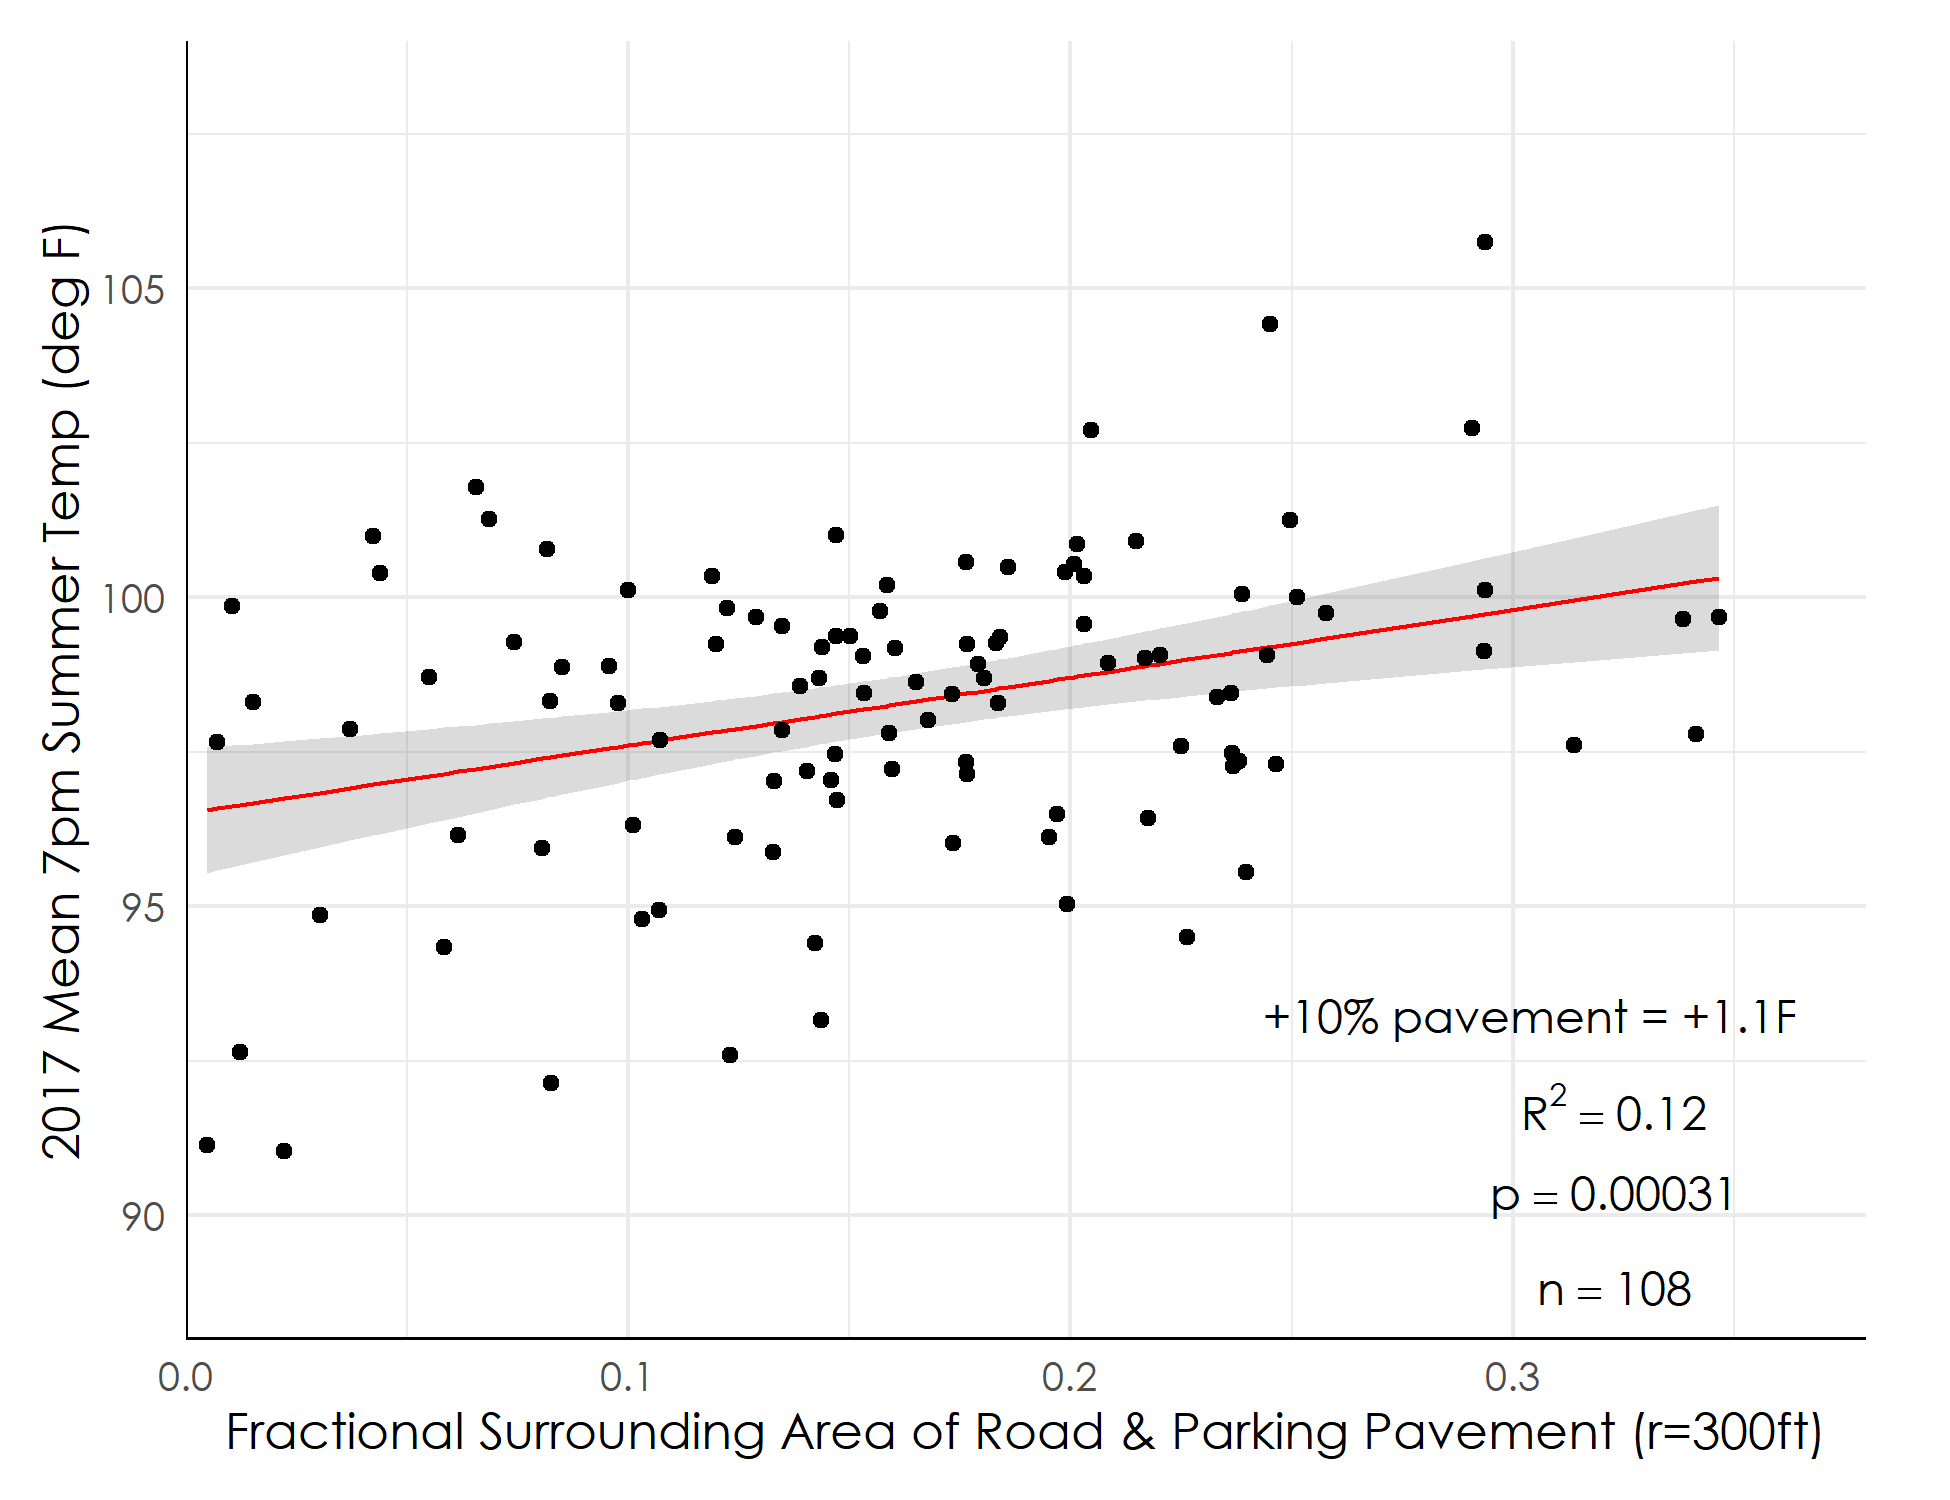 2017 Mean 7pm Summer Temp (deg F)
105
100
95
90
+10% pavement = +1.1F
R² = 0.12
p = 0.00031
n = 108
0.0 0.1 0.2 0.3
Fractional Surrounding Area of Road & Parking Pavement (r=300ft)